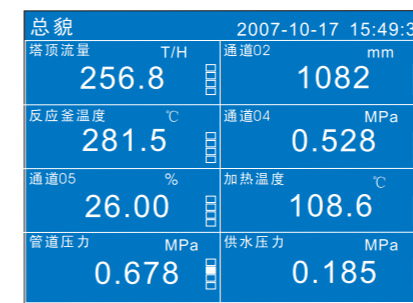 总貌 2007-10-17 15:49:3
塔顶流量 T/H 通道02 mm
256.8 1082
反应釜温度 ℃ 通道04 MPa
281.5 0.528
通道05 % 加热温度 ℃
26.00 108.6
管道压力 MPa 供水压力 MPa
0.678 0.185